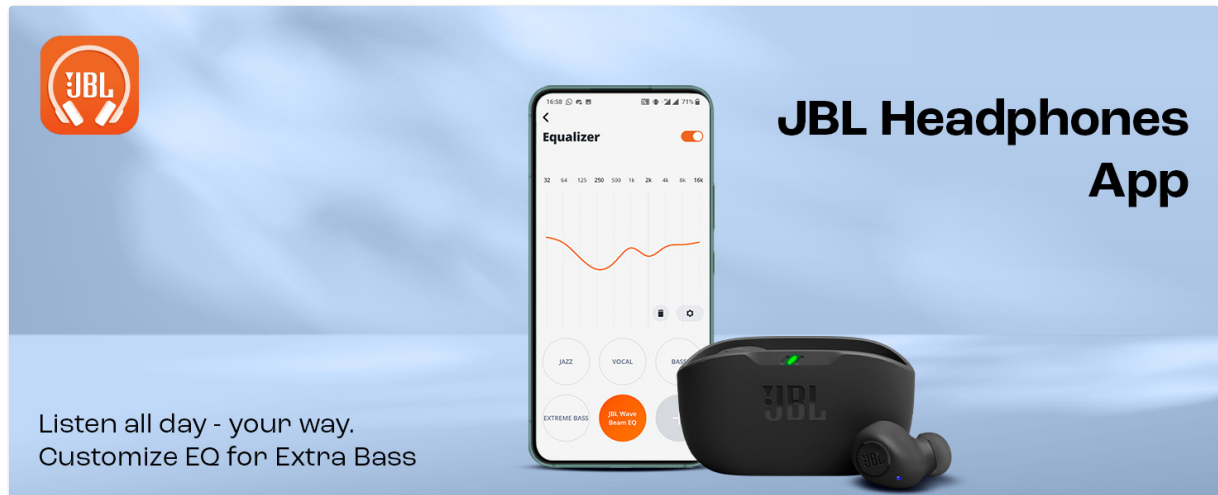 JBL
JBL Headphones
App
16:58
71%
Equalizer
32 64 125 250 500 1k 2k 4k 8k 16k
JAZZ
VOCAL
BASS
EXTREME BASS
JBL Wave
Beam EQ
JBL
JBL
Listen all day - your way.
Customize EQ for Extra Bass